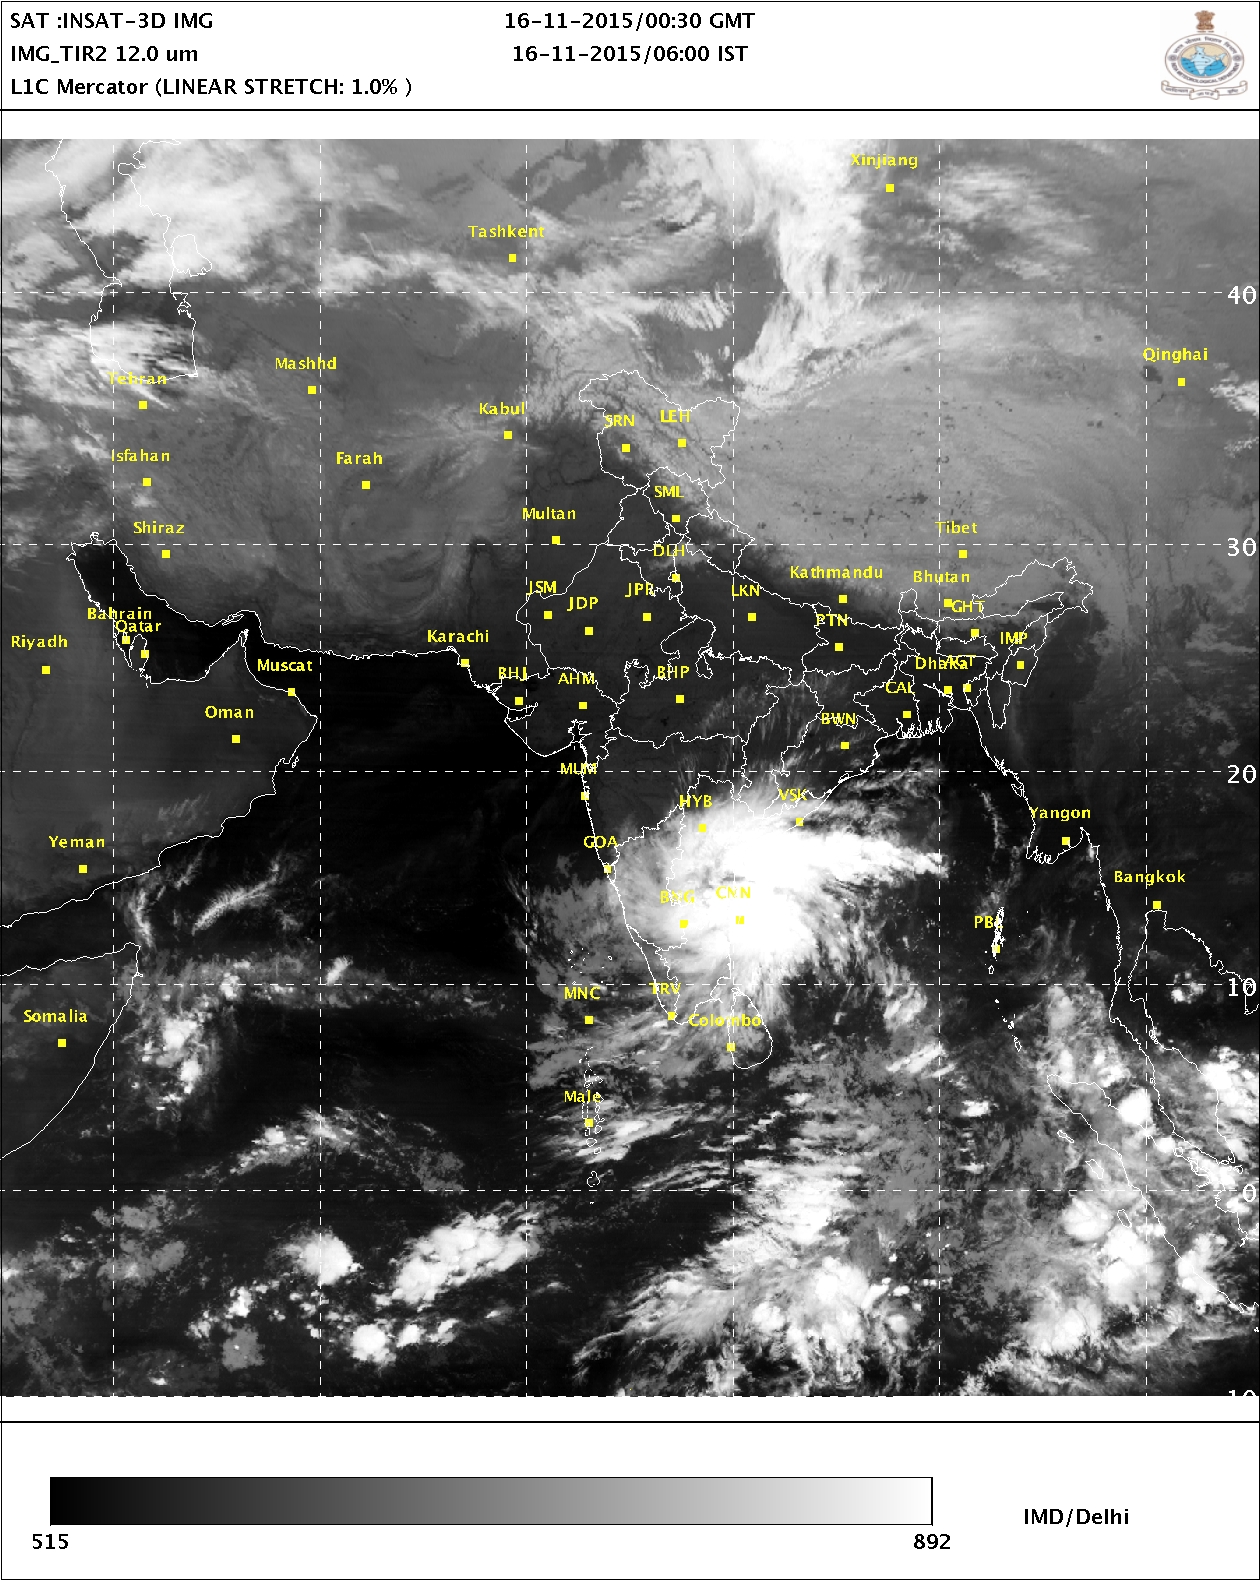 SAT :INSAT-3D IMG
16-11-2015/00:30 GMT
IMG_TIR2 12.0 um
16-11-2015/06:00 IST
L1C Mercator (LINEAR STRETCH: 1.0% )
Xinjiang
Tashkent
40
Qinghai
Mashhd
Tehran
Kabul
LEH
SRN
Isfahan
Farah
SML
Multan
Shiraz
Tibet
30
DLH
Kathmandu
Bhutan
JSM
JPR
LKN
JDP
GHT
Bahrain
PTN
Qatar
Karachi
IMP
Riyadh
Dhaka
AGT
Muscat
BHJ
BHP
AHM
CAL
Oman
BWN
MUM
20
HYB
VSK
Yangon
Yeman
GOA
Bangkok
BNG
CNN
PBL
MNC
TRV
10
Somalia
Colombo
Male
0
10
515
892
IMD/Delhi